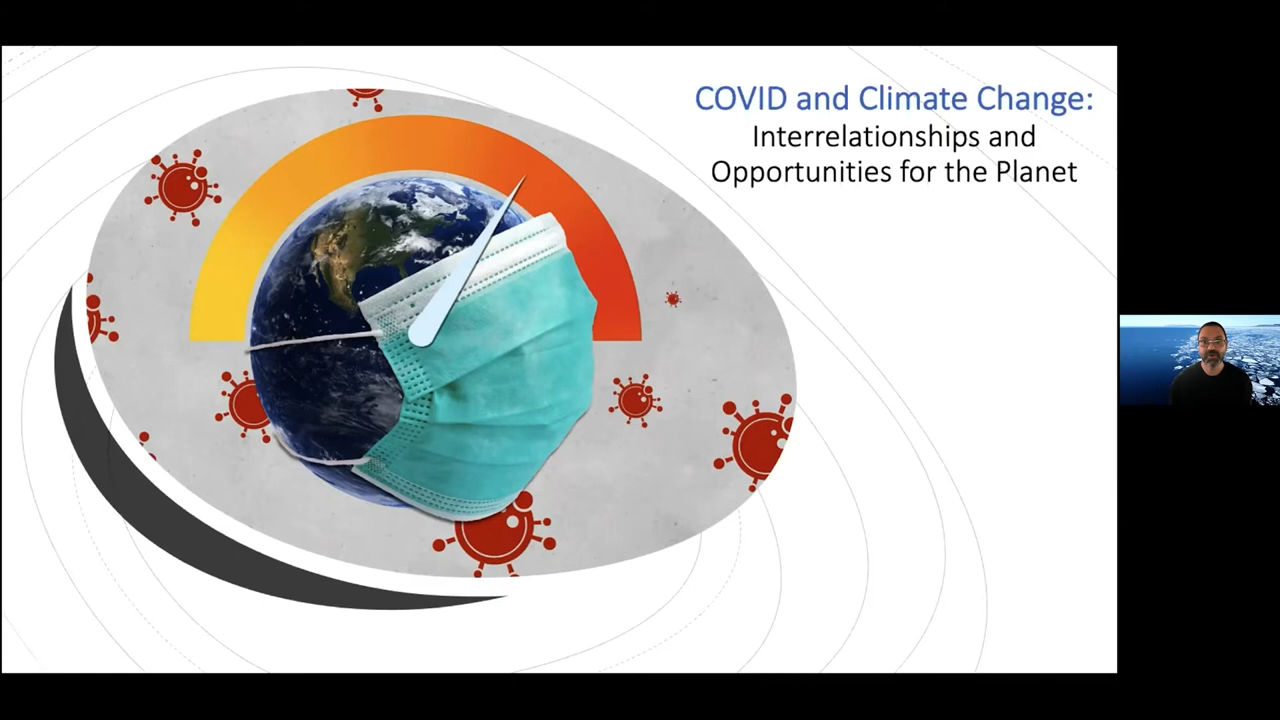 COVID and Climate Change:
Interrelationships and
Opportunities for the Planet